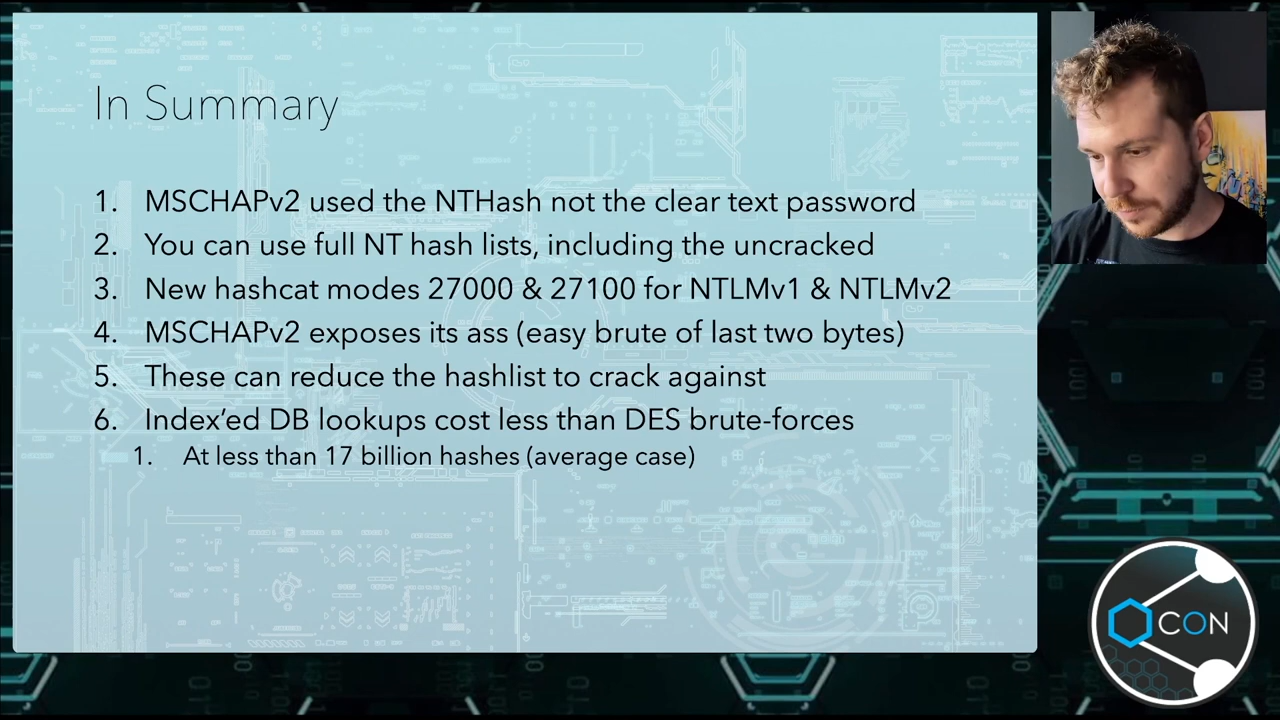 In Summary
1. MSCHAPv2 used the NTHash not the clear text password
2. You can use full NT hash lists, including the uncracked
3. New hashcat modes 27000 & 27100 for NTLMv1 & NTLMv2
4. MSCHAPv2 exposes its ass (easy brute of last two bytes)
5. These can reduce the hashlist to crack against
6. Index’ed DB lookups cost less than DES brute-forces
1. At less than 17 billion hashes (average case)
CON